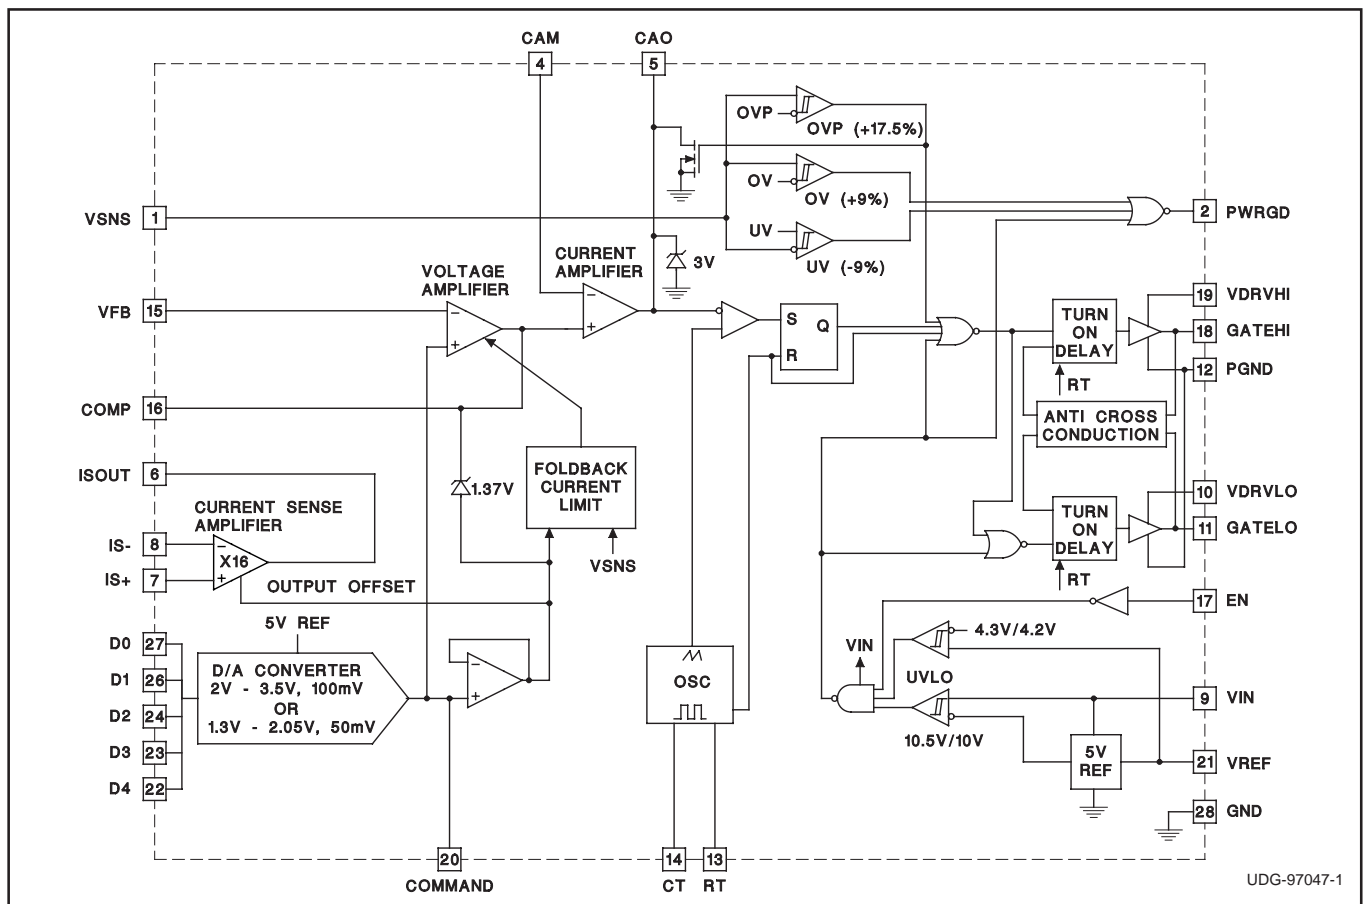 CAM
CAO
4
5
OVP
OVP (+17.5%)
OV
OV (+9%)
VSNS
1
2
PWRGD
UV
UV (-9%)
CURRENT
AMPLIFIER
3V
VOLTAGE
AMPLIFIER
19
VDRVHI
VFB
15
−
+
−
+
S
Q
R
TURN
ON
DELAY
18
GATEHI
12
PGND
RT
COMP
16
ANTI CROSS
CONDUCTION
ISOUT
6
1.37V
FOLDBACK
CURRENT
LIMIT
10
VDRVLO
CURRENT SENSE
AMPLIFIER
TURN
ON
DELAY
11
GATELO
IS-
8
−
X16
+
IS+
7
VSNS
RT
OUTPUT OFFSET
17
EN
5V REF
4.3V/4.2V
D0
27
D1
26
D2
24
D3
23
D4
22
D/A CONVERTER
2V - 3.5V, 100mV
OR
1.3V - 2.05V, 50mV
−
+
OSC
VIN
UVLO
10.5V/10V
9
VIN
5V
REF
21
VREF
28
GND
20
COMMAND
14
13
CT
RT
UDG-97047-1